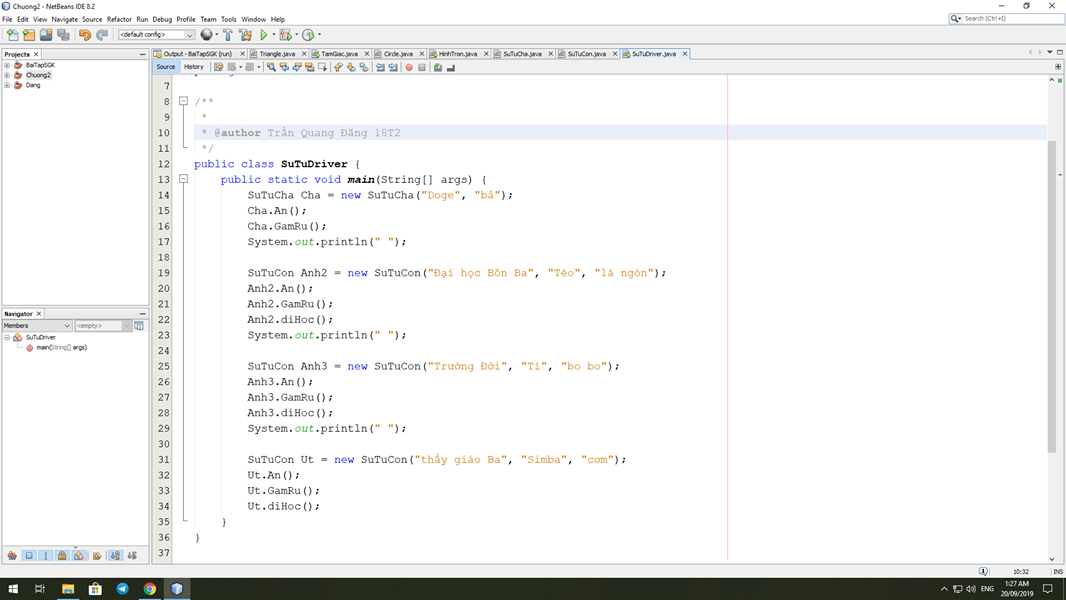 Chuong2 - NetBeans IDE 8.2
File Edit View Navigate Source Refactor Run Debug Profile Team Tools Window Help
Search (Ctrl+I)
<default config>
Projects
BaiTapSGK
Chuong2
Dang
Output - BaiTapSGK (run) Triangle.java TamGiac.java Circle.java HinhTron.java SuTuCha.java SuTuCon.java SuTuDriver.java
Source History
7
8 /**
9 *
10 * @author Trần Quang Đăng 18T2
11 */
12 public class SuTuDriver {
13 public static void main(String[] args) {
14 SuTuCha Cha = new SuTuCha("Doge", "bả");
15 Cha.An();
16 Cha.GamRu();
17 System.out.println(" ");
18
19 SuTuCon Anh2 = new SuTuCon("Đại học Bôn Ba", "Tèo", "lá ngón");
20 Anh2.An();
21 Anh2.GamRu();
22 Anh2.diHoc();
23 System.out.println(" ");
24
25 SuTuCon Anh3 = new SuTuCon("Trường Đời", "Tí", "bo bo");
26 Anh3.An();
27 Anh3.GamRu();
28 Anh3.diHoc();
29 System.out.println(" ");
30
31 SuTuCon Ut = new SuTuCon("thầy giáo Ba", "Simba", "cơm");
32 Ut.An();
33 Ut.GamRu();
34 Ut.diHoc();
35 }
36 }
37
Navigator
Members <empty>
SuTuDriver
main(String[] args)
1 10:32 INS
ENG 1:27 AM
20/09/2019